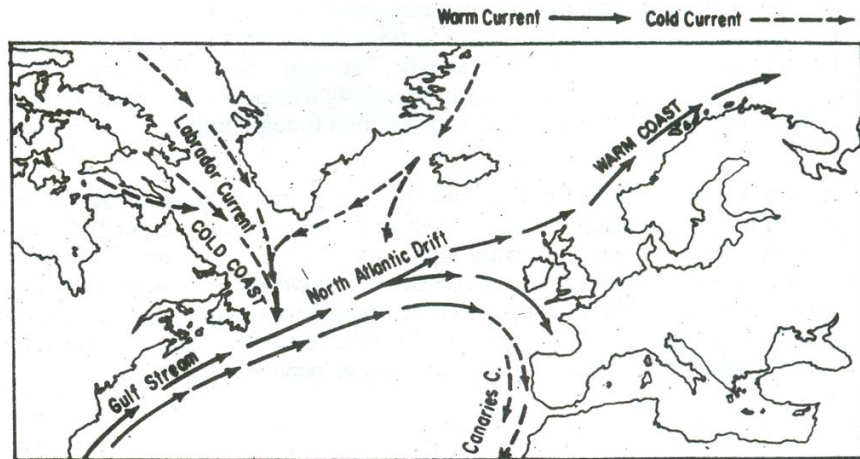 Warm Current Cold Current
Labrador Current
COLD COAST
WARM COAST
North Atlantic Drift
Gulf Stream
Canaries C.